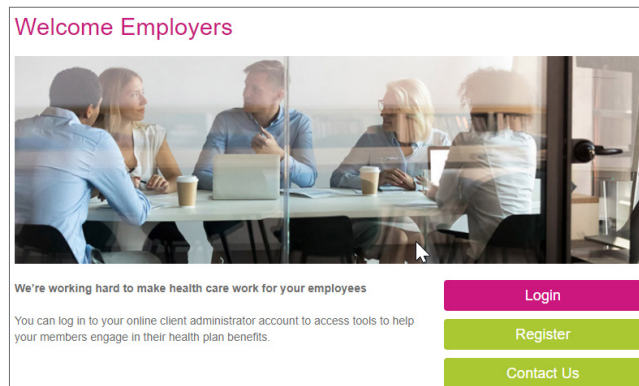 Welcome Employers
We're working hard to make health care work for your employees
You can log in to your online client administrator account to access tools to help
your members engage in their health plan benefits.
Login
Register
Contact Us